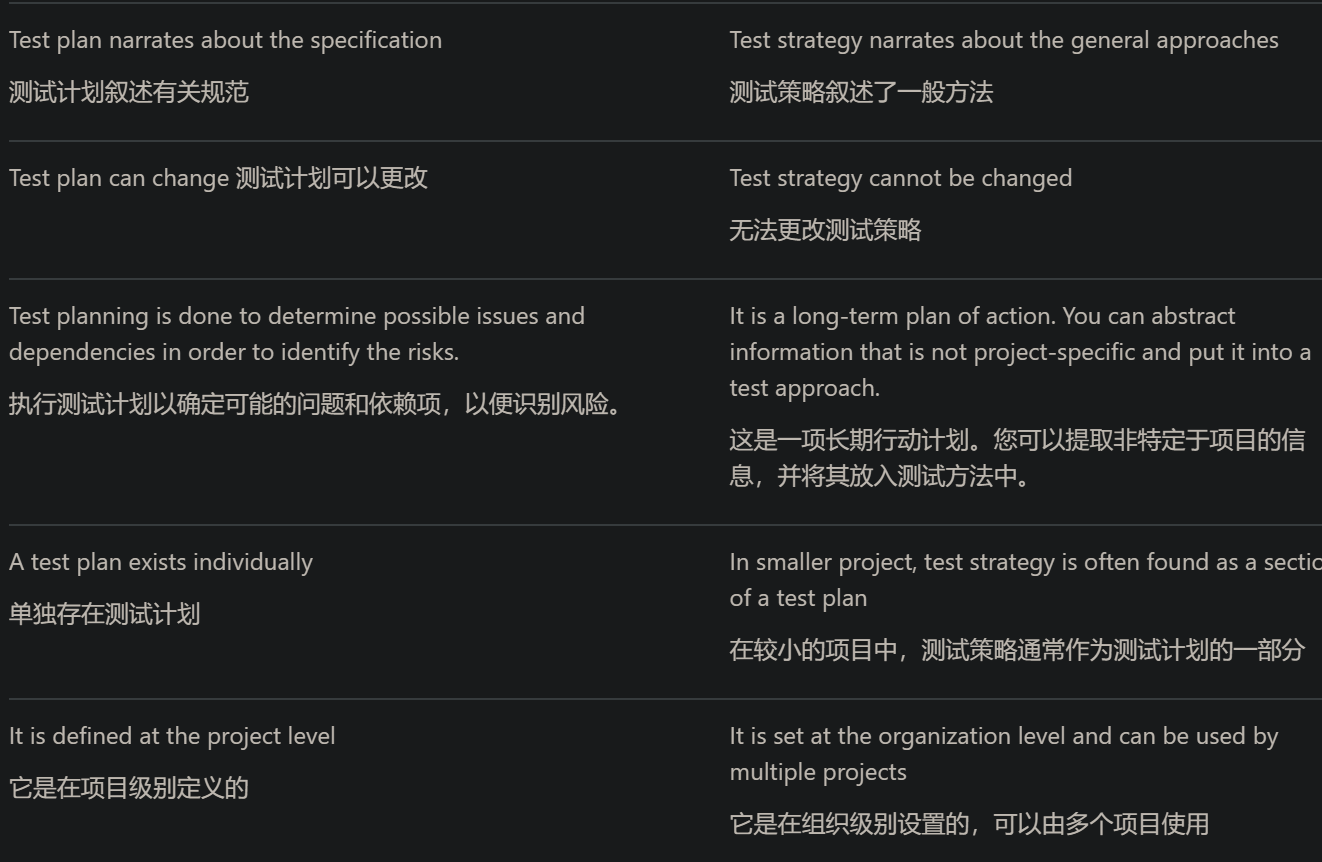 Test plan narrates about the specification
测试计划叙述有关规范
Test strategy narrates about the general approaches
测试策略叙述了一般方法
Test plan can change 测试计划可以更改
Test strategy cannot be changed
无法更改测试策略
Test planning is done to determine possible issues and
dependencies in order to identify the risks.
执行测试计划以确定可能的问题和依赖项，以便识别风险。
It is a long-term plan of action. You can abstract
information that is not project-specific and put it into a
test approach.
这是一项长期行动计划。您可以提取非特定于项目的信
息，并将其放入测试方法中。
A test plan exists individually
单独存在测试计划
In smaller project, test strategy is often found as a sectio
of a test plan
在较小的项目中，测试策略通常作为测试计划的一部分
It is defined at the project level
它是在项目级别定义的
It is set at the organization level and can be used by
multiple projects
它是在组织级别设置的，可以由多个项目使用